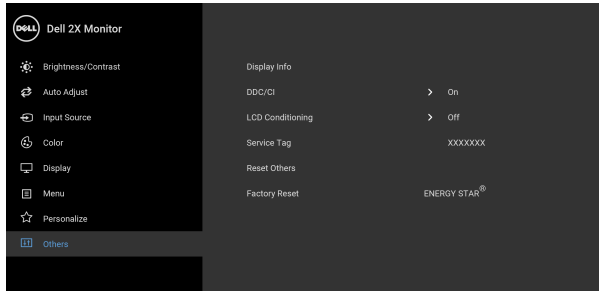 DELL Dell 2X Monitor
Brightness/Contrast
Auto Adjust
Input Source
Color
Display
Menu
Personalize
Others
Display Info
DDC/CI > On
LCD Conditioning > Off
Service Tag XXXXXXX
Reset Others
Factory Reset ENERGY STAR®